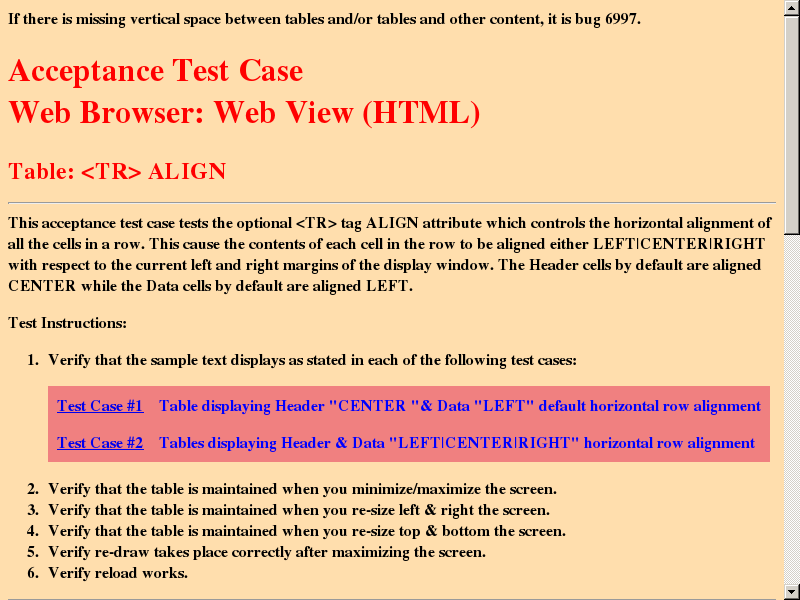 If there is missing vertical space between tables and/or tables and other content, it is bug 6997.
Acceptance Test Case
Web Browser: Web View (HTML)
Table: <TR> ALIGN
This acceptance test case tests the optional <TR> tag ALIGN attribute which controls the horizontal alignment of
all the cells in a row. This cause the contents of each cell in the row to be aligned either LEFT|CENTER|RIGHT
with respect to the current left and right margins of the display window. The Header cells by default are aligned
CENTER while the Data cells by default are aligned LEFT.
Test Instructions:
1. Verify that the sample text displays as stated in each of the following test cases:
Test Case #1 Table displaying Header "CENTER "& Data "LEFT" default horizontal row alignment
Test Case #2 Tables displaying Header & Data "LEFT|CENTER|RIGHT" horizontal row alignment
2. Verify that the table is maintained when you minimize/maximize the screen.
3. Verify that the table is maintained when you re-size left & right the screen.
4. Verify that the table is maintained when you re-size top & bottom the screen.
5. Verify re-draw takes place correctly after maximizing the screen.
6. Verify reload works.